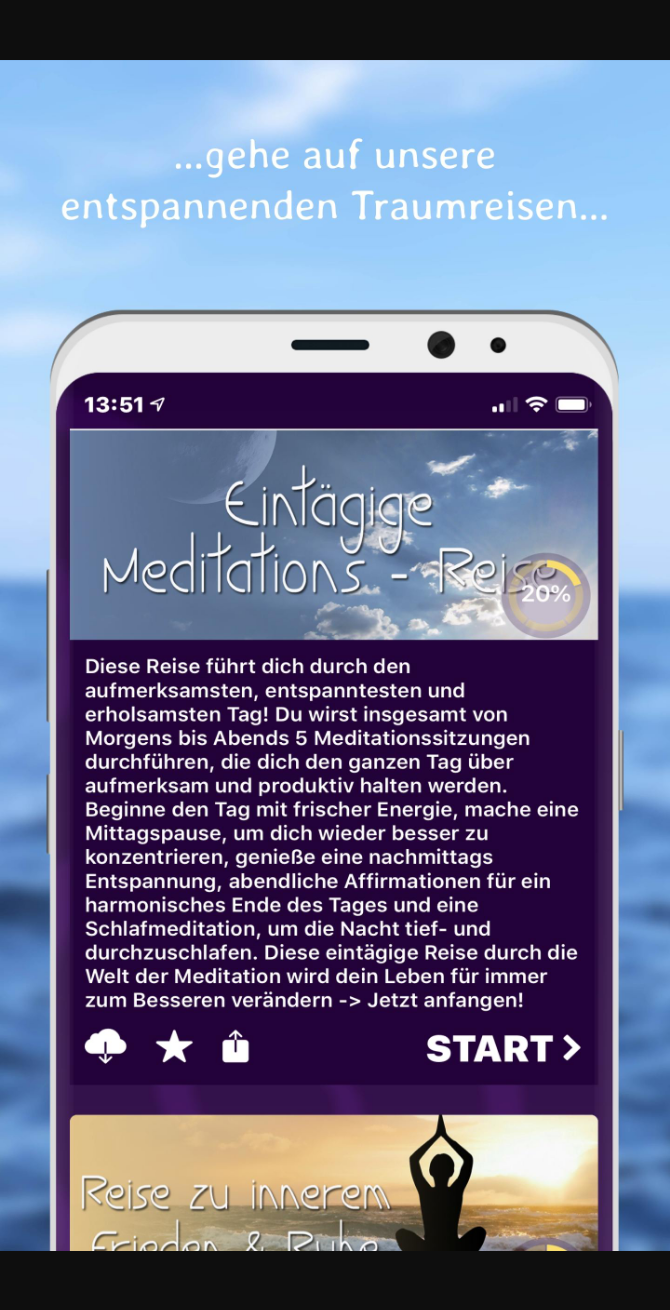 ...gehe auf unsere
entspannenden Traumreisen...
13:51
Eintägige
Meditations - Reise
20%
Diese Reise führt dich durch den
aufmerksamsten, entspanntesten und
erholsamsten Tag! Du wirst insgesamt von
Morgens bis Abends 5 Meditationssitzungen
durchführen, die dich den ganzen Tag über
aufmerksam und produktiv halten werden.
Beginne den Tag mit frischer Energie, mache eine
Mittagspause, um dich wieder besser zu
konzentrieren, genieße eine nachmittags
Entspannung, abendliche Affirmationen für ein
harmonisches Ende des Tages und eine
Schlafmeditation, um die Nacht tief- und
durchzuschlafen. Diese eintägige Reise durch die
Welt der Meditation wird dein Leben für immer
zum Besseren verändern -> Jetzt anfangen!
START
Reise zu innerem
Frieden & Ruhe